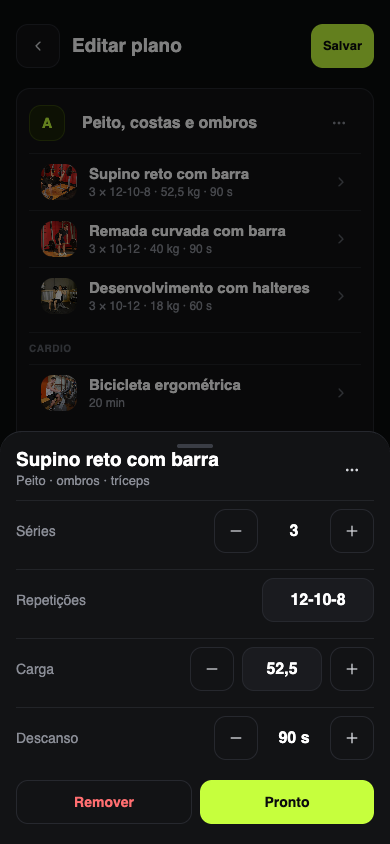 Editar plano
Salvar
A
Peito, costas e ombros
Supino reto com barra
3 × 12-10-8 · 52,5 kg · 90 s
Remada curvada com barra
3 × 10-12 · 40 kg · 90 s
Desenvolvimento com halteres
3 × 10-12 · 18 kg · 60 s
CARDIO
Bicicleta ergométrica
20 min
Supino reto com barra
Peito · ombros · tríceps
Séries
3
Repetições
12-10-8
Carga
52,5
Descanso
90 s
Remover
Pronto